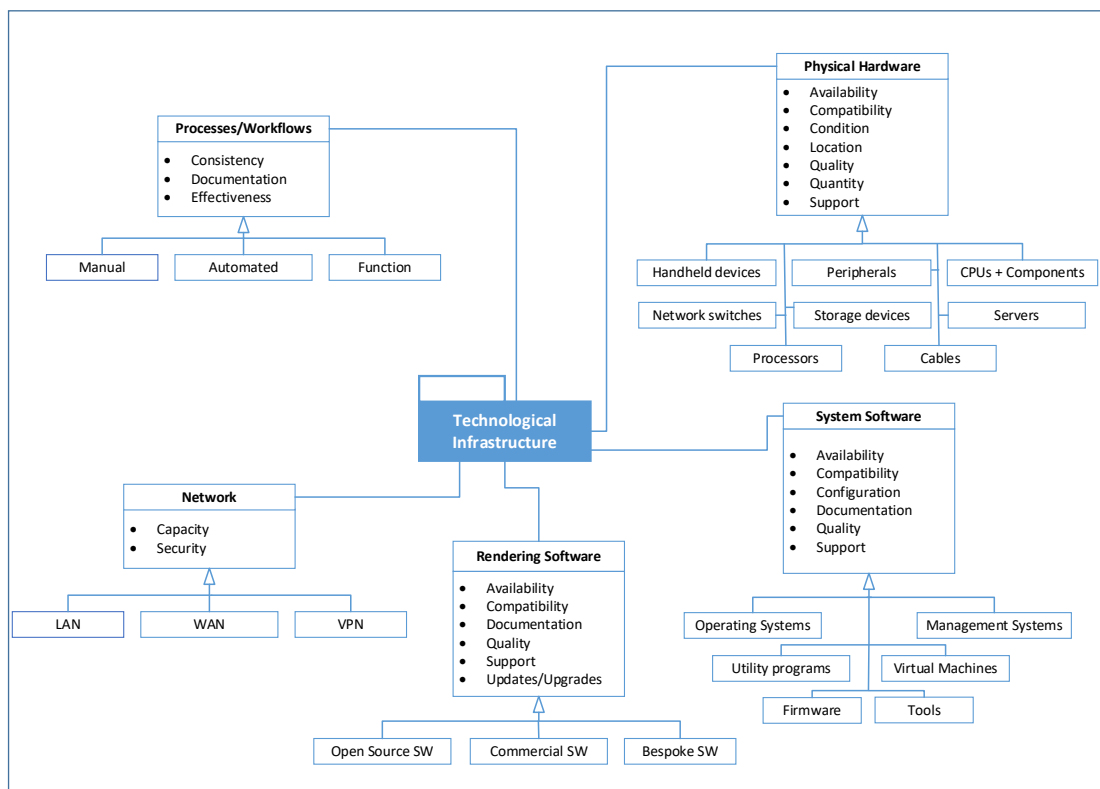 Physical Hardware
• Availability
• Compatibility
• Condition
• Location
• Quality
• Quantity
• Support
Processes/Workflows
• Consistency
• Documentation
• Effectiveness
Manual
Automated
Function
Handheld devices
Peripherals
CPUs + Components
Network switches
Storage devices
Servers
Processors
Cables
Technological
Infrastructure
System Software
• Availability
• Compatibility
• Configuration
• Documentation
• Quality
• Support
Network
• Capacity
• Security
LAN
WAN
VPN
Rendering Software
• Availability
• Compatibility
• Documentation
• Quality
• Support
• Updates/Upgrades
Operating Systems
Management Systems
Utility programs
Virtual Machines
Firmware
Tools
Open Source SW
Commercial SW
Bespoke SW